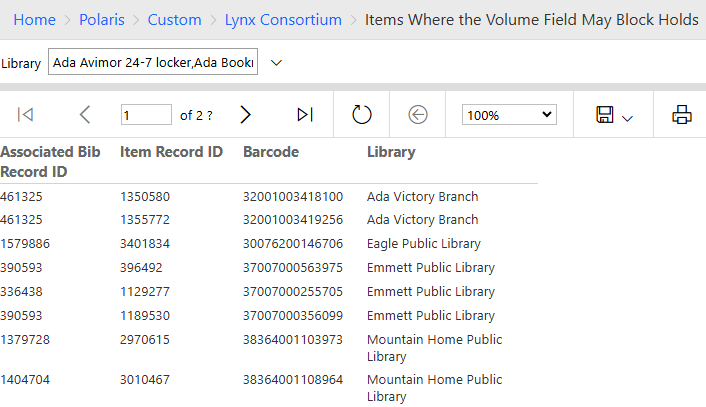 Home > Polaris > Custom > Lynx Consortium > Items Where the Volume Field May Block Holds
Library Ada Avimor 24-7 locker,Ada Book
1 of 2 ? 100%
Associated Bib Record ID Item Record ID Barcode Library
461325 1350580 32001003418100 Ada Victory Branch
461325 1355772 32001003419256 Ada Victory Branch
1579886 3401834 30076200146706 Eagle Public Library
390593 396492 37007000563975 Emmett Public Library
336438 1129277 37007000255705 Emmett Public Library
390593 1189530 37007000356099 Emmett Public Library
1379728 2970615 38364001103973 Mountain Home Public
Library
1404704 3010467 38364001108964 Mountain Home Public
Library